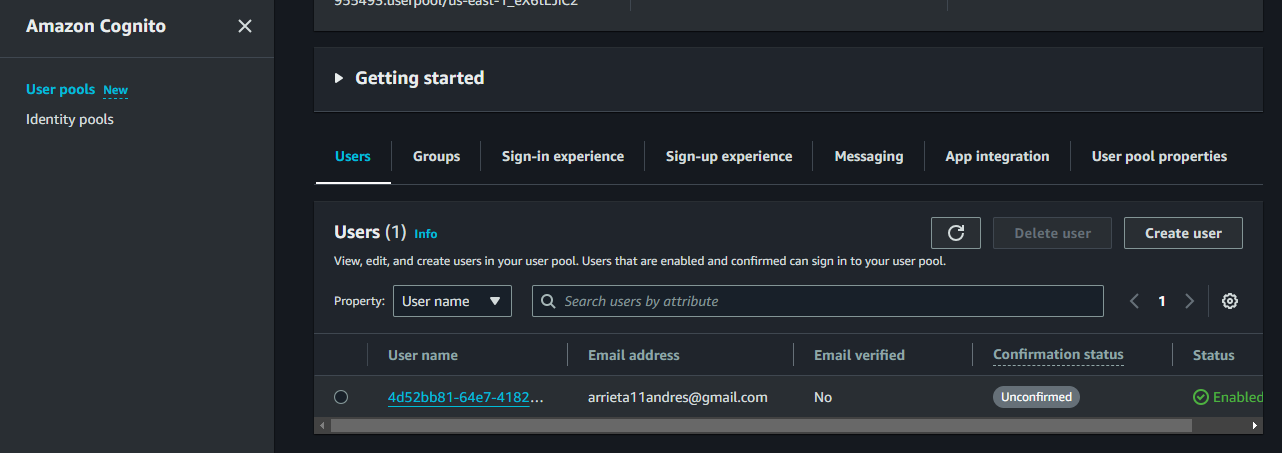 Amazon Cognito
User pools New
Identity pools
Getting started
Users Groups Sign-in experience Sign-up experience Messaging App integration User pool properties
Users (1) Info
Delete user
Create user
View, edit, and create users in your user pool. Users that are enabled and confirmed can sign in to your user pool.
Property: User name Search users by attribute 1
User name Email address Email verified Confirmation status Status
4d52bb81-64e7-4182... arrieta11andres@gmail.com No Unconfirmed Enabled